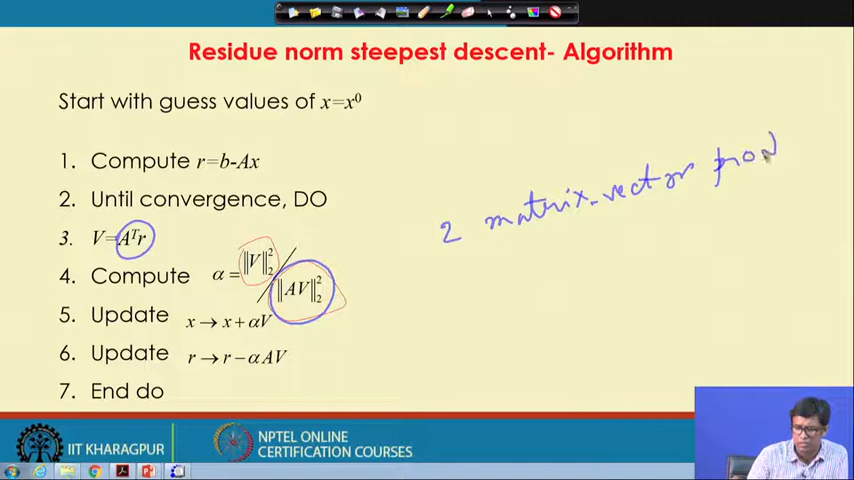 Residue norm steepest descent- Algorithm
Start with guess values of x=x⁰
1. Compute r=b-Ax
2. Until convergence, DO
3. V=Aᵀr
4. Compute α = ‖V‖₂² / ‖AV‖₂²
5. Update x → x + αV
6. Update r → r − αAV
7. End do
2 matrix-vector prod
IIT KHARAGPUR
NPTEL ONLINE
CERTIFICATION COURSES